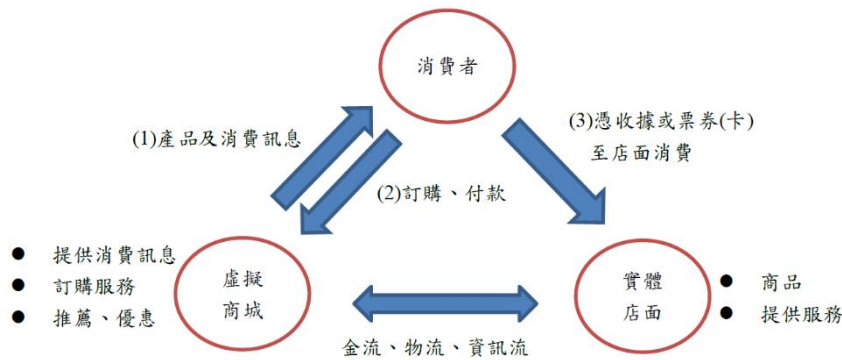 消費者
(1)產品及消費訊息
(3)憑收據或票券(卡)
至店面消費
(2)訂購、付款
● 提供消費訊息
● 訂購服務
● 推薦、優惠
虛擬
商城
實體
店面
● 商品
● 提供服務
金流、物流、資訊流